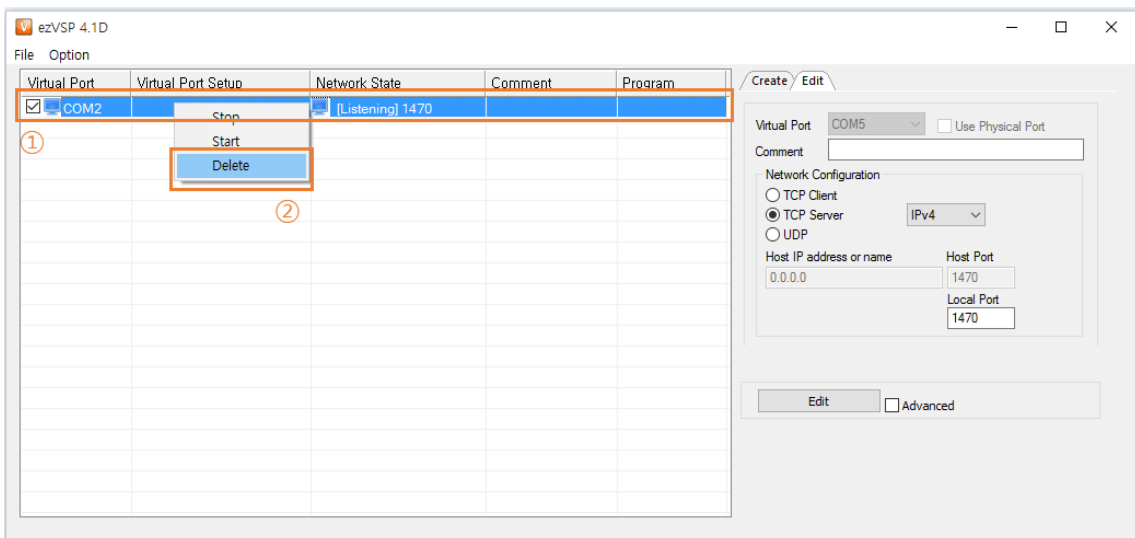 ezVSP 4.1D
File Option
Virtual Port Virtual Port Setup Network State Comment Program
COM2 [Listening] 1470
①
Stop
Start
Delete
②
Create Edit
Virtual Port COM5 Use Physical Port
Comment
Network Configuration
TCP Client
TCP Server IPv4
UDP
Host IP address or name Host Port
0.0.0.0 1470
Local Port
1470
Edit Advanced